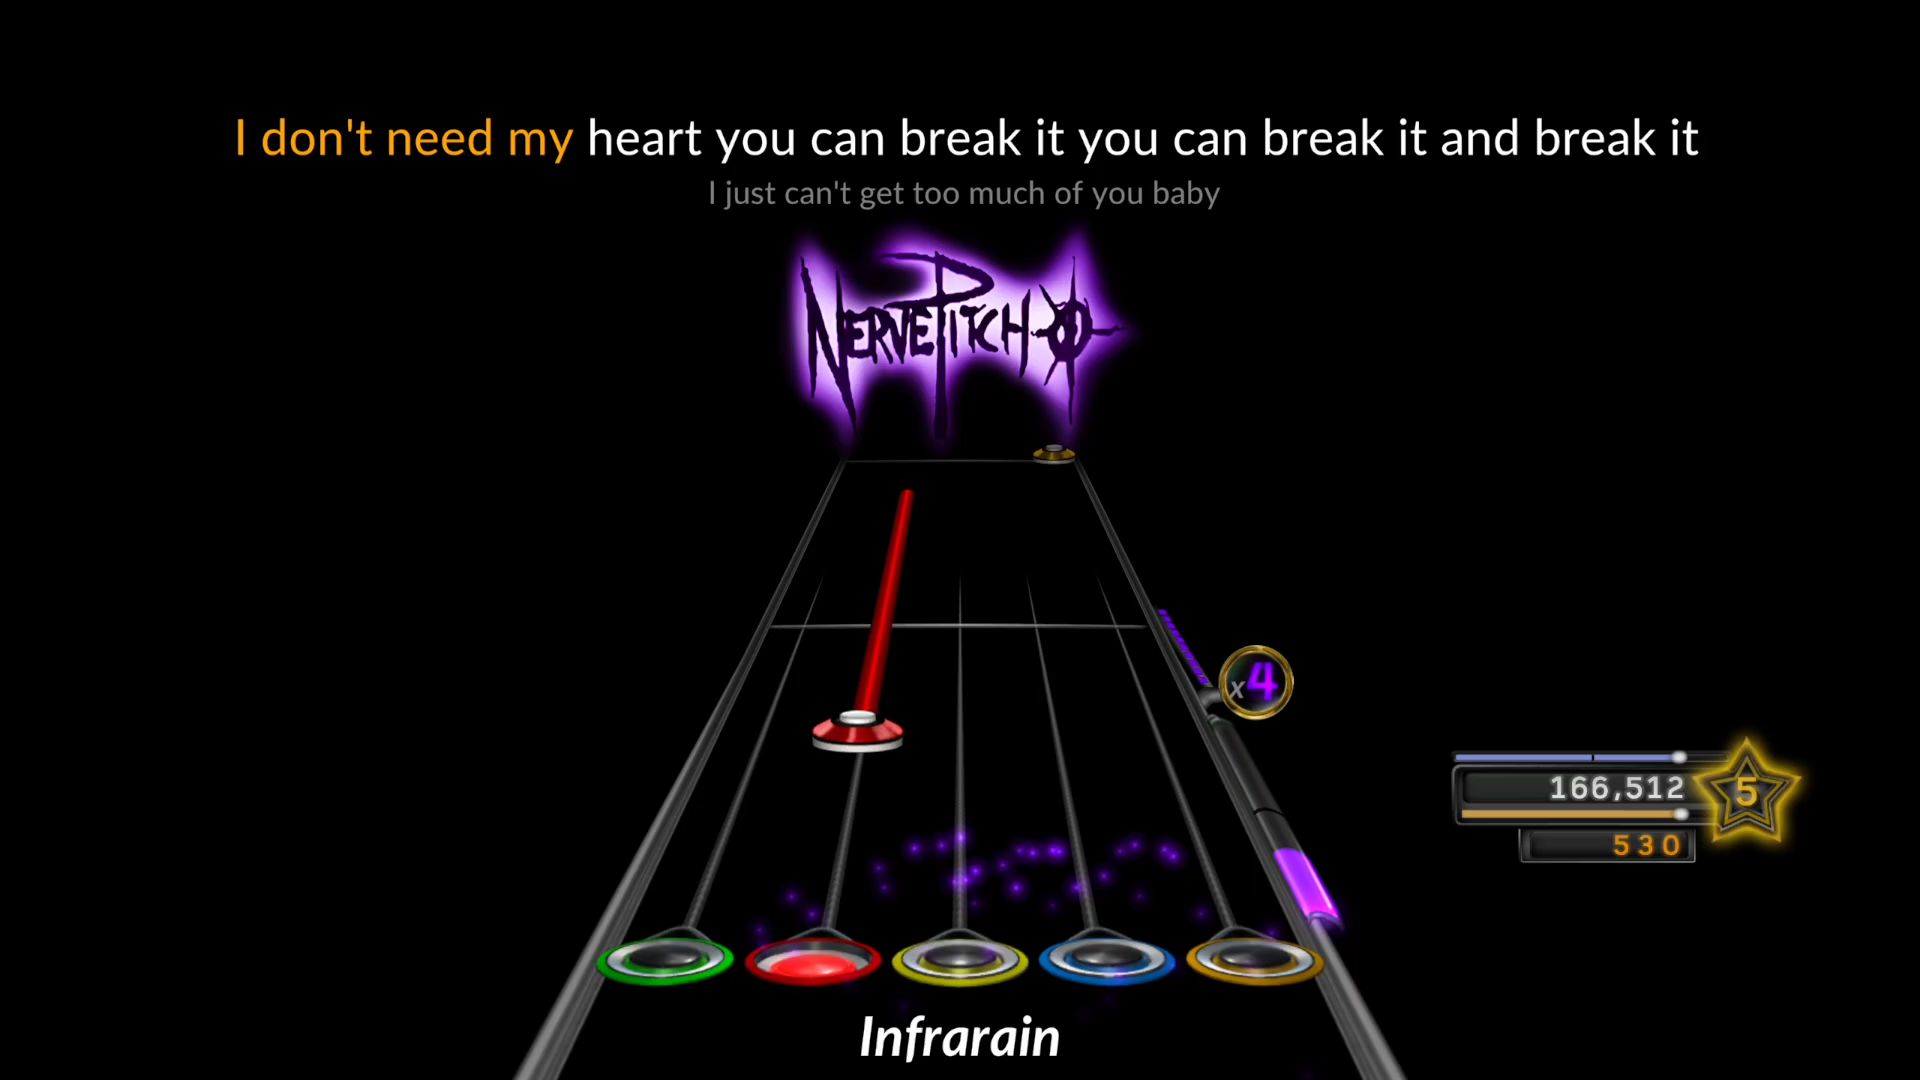 I don't need my heart you can break it you can break it and break it
I just can't get too much of you baby
NERVEPITCH
x4
166,512
5
530
Infrarain